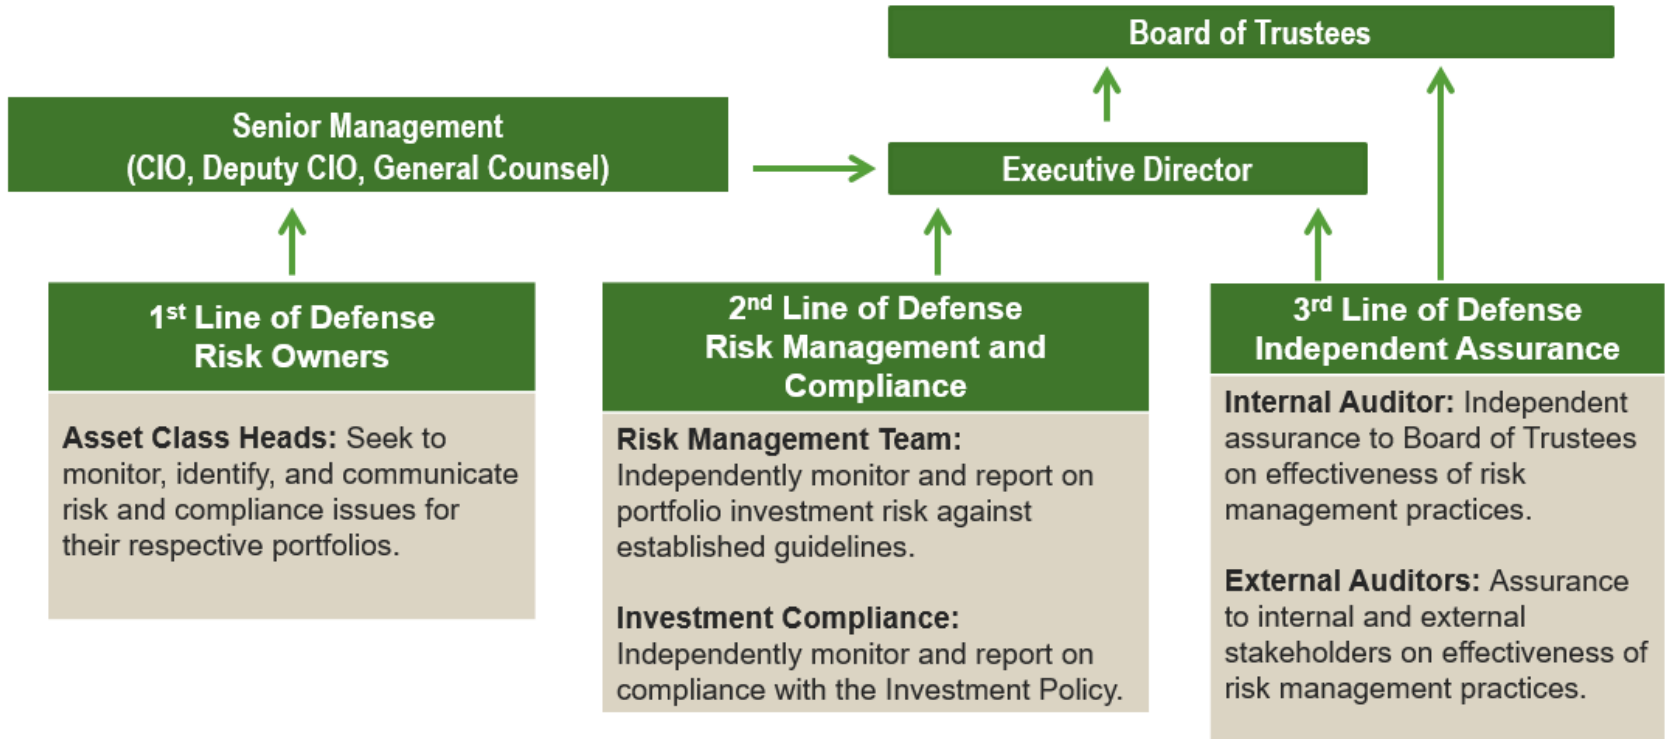 Board of Trustees
Senior Management
(CIO, Deputy CIO, General Counsel)
Executive Director
1st Line of Defense
Risk Owners
Asset Class Heads: Seek to
monitor, identify, and communicate
risk and compliance issues for
their respective portfolios.
2nd Line of Defense
Risk Management and
Compliance
Risk Management Team:
Independently monitor and report on
portfolio investment risk against
established guidelines.
Investment Compliance:
Independently monitor and report on
compliance with the Investment Policy.
3rd Line of Defense
Independent Assurance
Internal Auditor: Independent
assurance to Board of Trustees
on effectiveness of risk
management practices.
External Auditors: Assurance
to internal and external
stakeholders on effectiveness of
risk management practices.